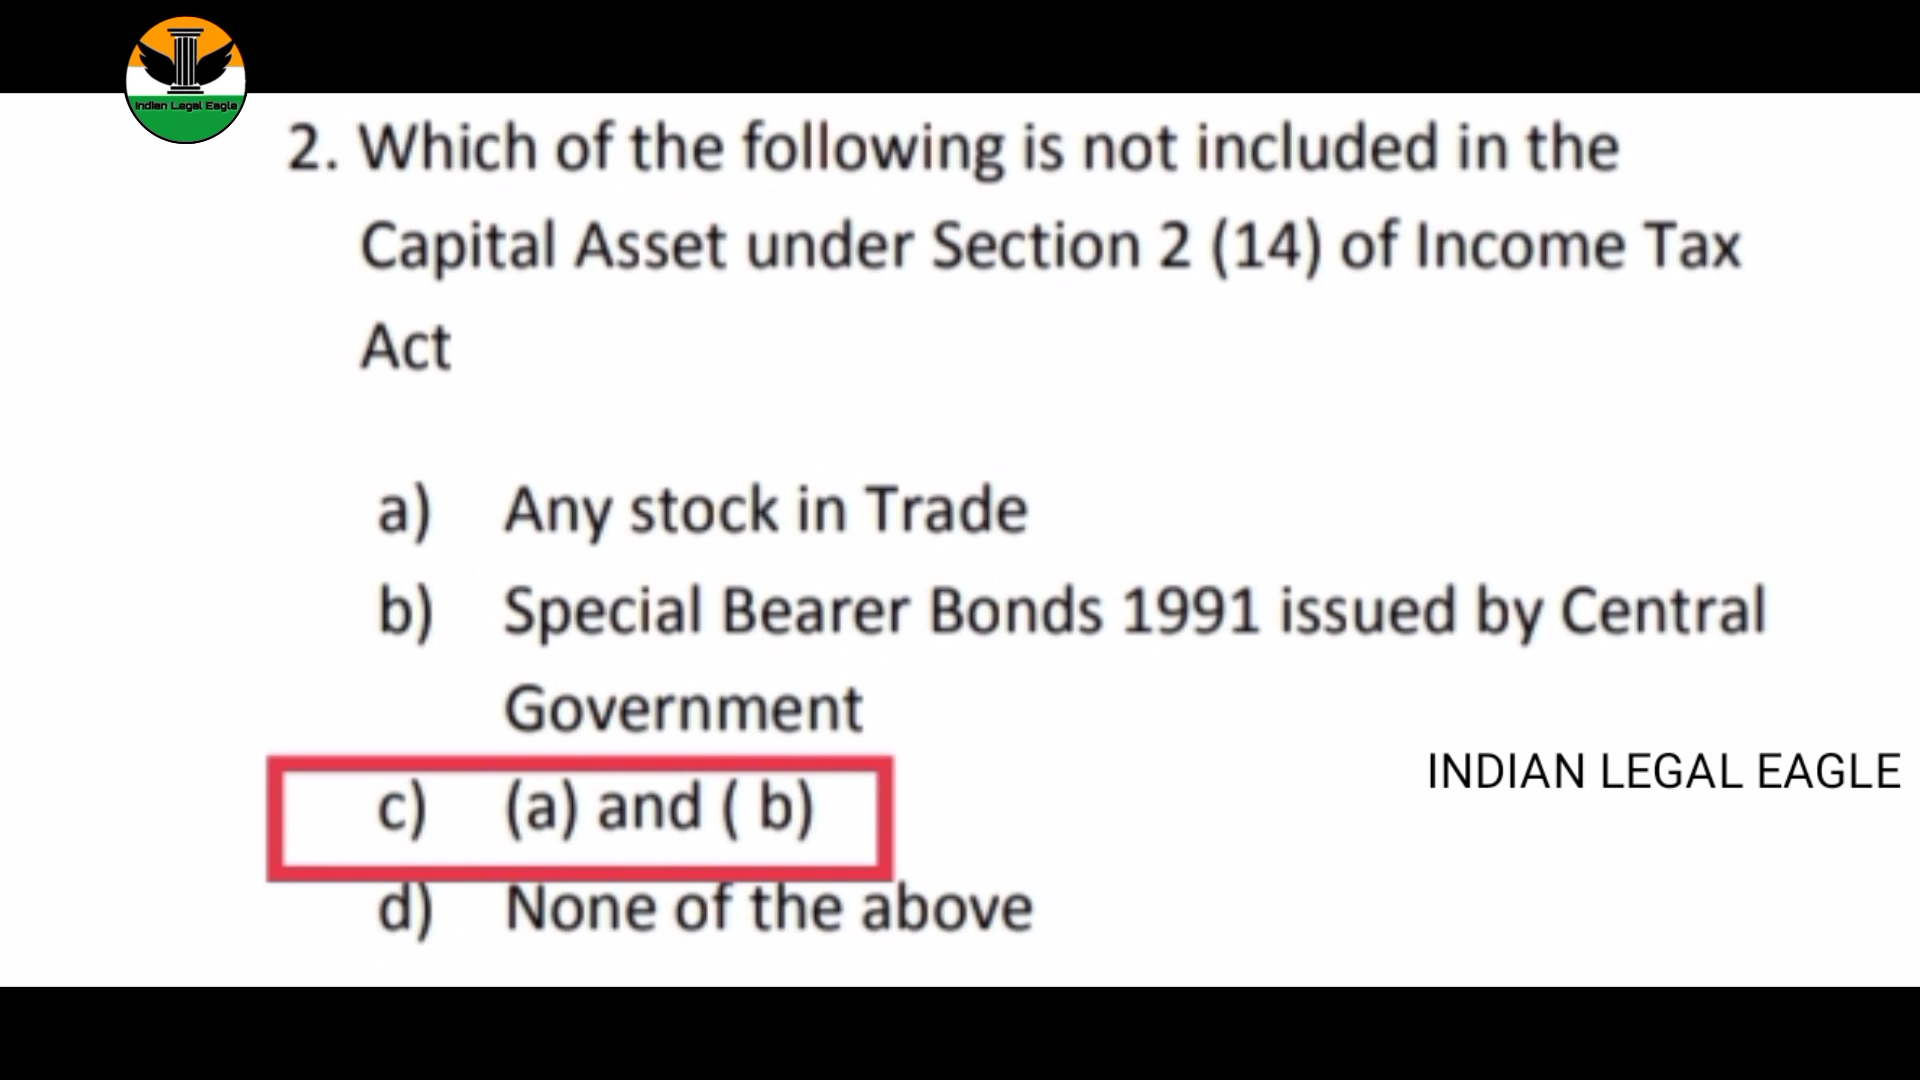 Indian Legal Eagle
2. Which of the following is not included in the
Capital Asset under Section 2 (14) of Income Tax
Act
a) Any stock in Trade
b) Special Bearer Bonds 1991 issued by Central
Government
INDIAN LEGAL EAGLE
c) (a) and ( b)
d) None of the above